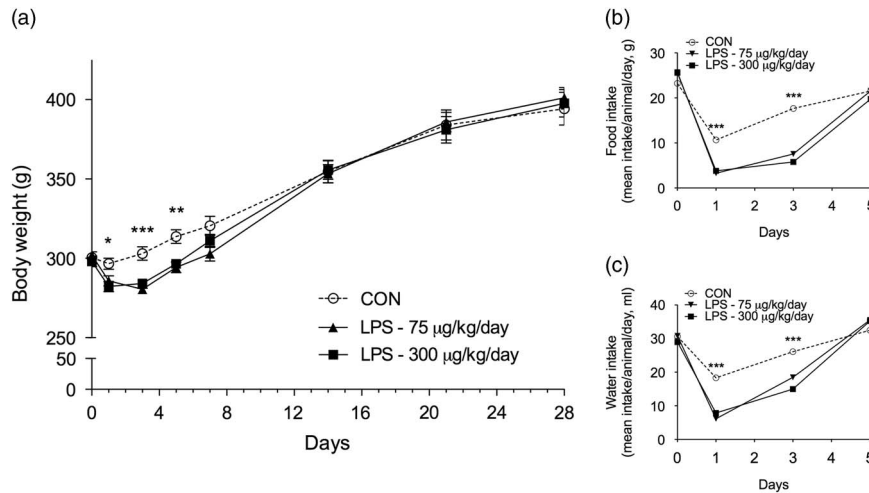 (a)
400
350
300
250
50
0
Body weight (g)
*
***
**
CON
LPS - 75 μg/kg/day
LPS - 300 μg/kg/day
0
4
8
12
16
20
24
28
Days
(b)
CON
LPS - 75 μg/kg/day
LPS - 300 μg/kg/day
30
20
10
0
Food intake
(mean intake/animal/day, g)
***
***
0
1
3
5
Days
(c)
CON
LPS - 75 μg/kg/day
LPS - 300 μg/kg/day
40
30
20
10
0
Water intake
(mean intake/animal/day, ml)
***
***
0
1
3
5
Days